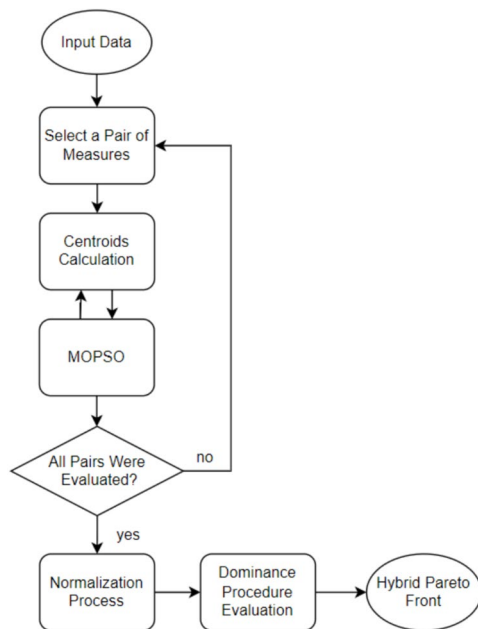 Input Data
Select a Pair of
Measures
Centroids
Calculation
MOPSO
All Pairs Were
Evaluated?
no
yes
Normalization
Process
Dominance
Procedure
Evaluation
Hybrid Pareto
Front